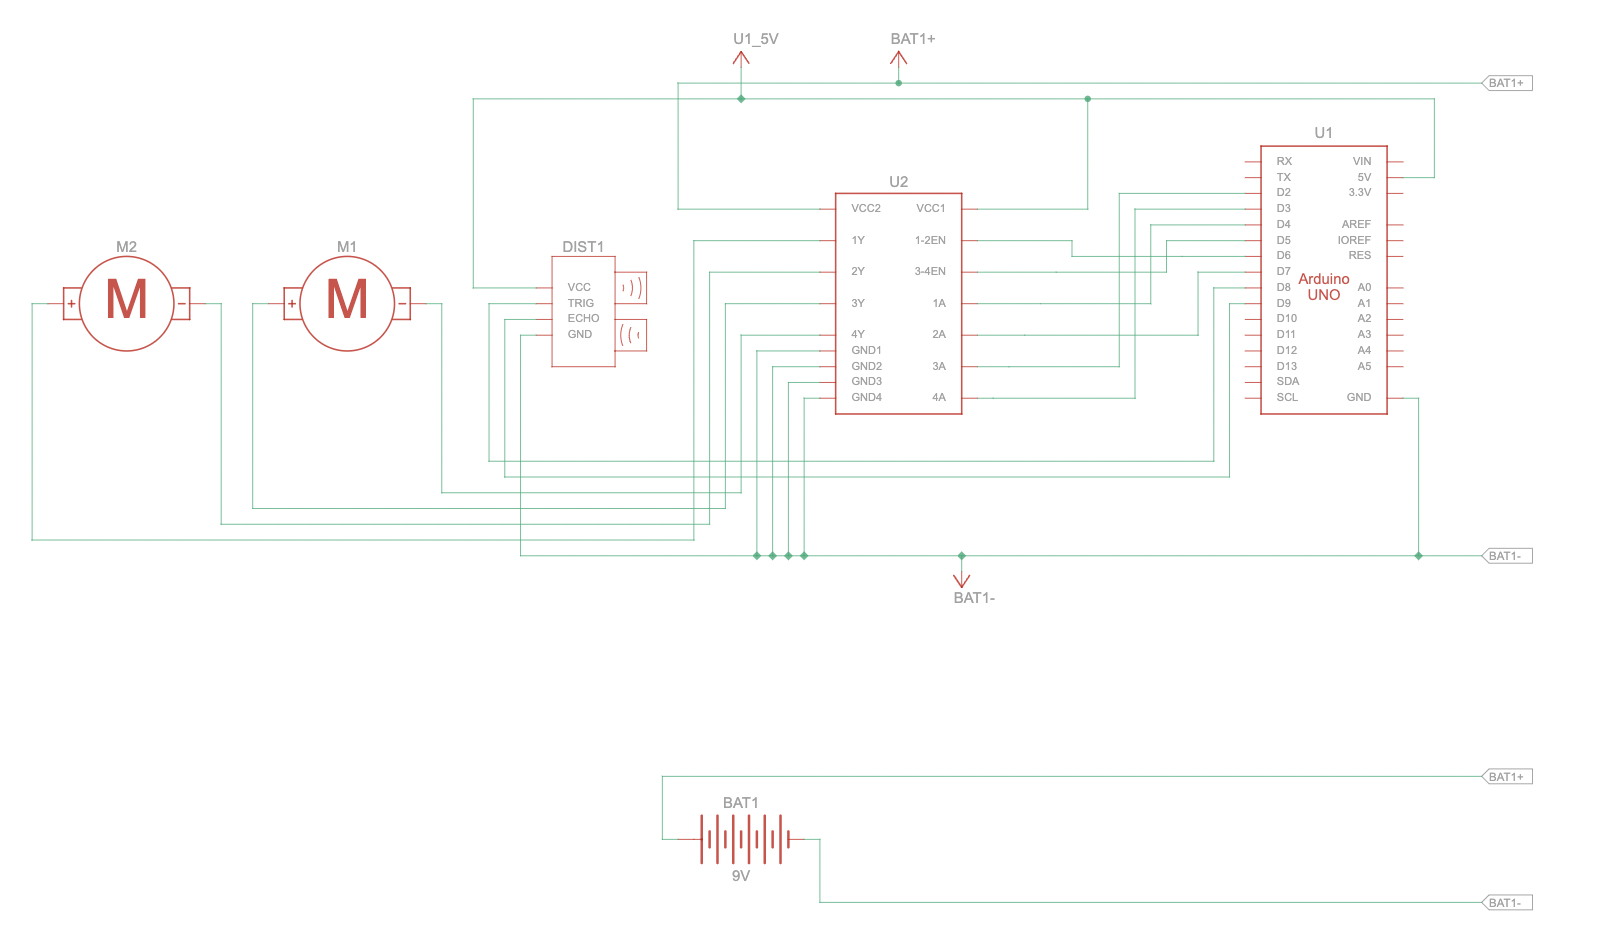 U1_5V
BAT1+
BAT1+
U1
U2
RX VIN
TX 5V
D2 3.3V
D3
D4 AREF
D5 IOREF
D6 RES
D7
Arduino
UNO
D8 A0
D9 A1
D10 A2
D11 A3
D12 A4
D13 A5
SDA
SCL GND
VCC2 VCC1
1Y 1-2EN
2Y 3-4EN
3Y 1A
4Y 2A
GND1
GND2 3A
GND3
GND4 4A
M2
M
+ -
M1
M
+ -
DIST1
VCC
TRIG
ECHO
GND
BAT1-
BAT1-
BAT1+
BAT1
9V
BAT1-